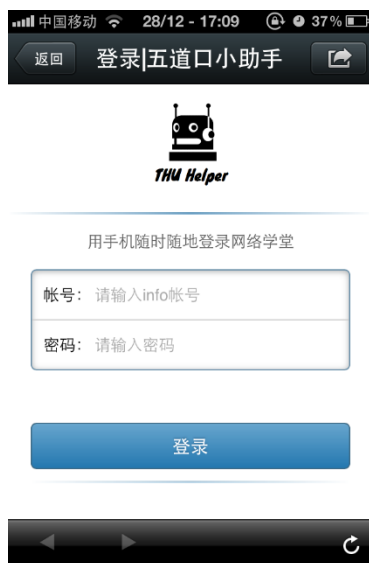 中国移动 28/12 - 17:09 37%
返回 登录|五道口小助手
THU Helper
用手机随时随地登录网络学堂
帐号: 请输入info帐号
密码: 请输入密码
登录